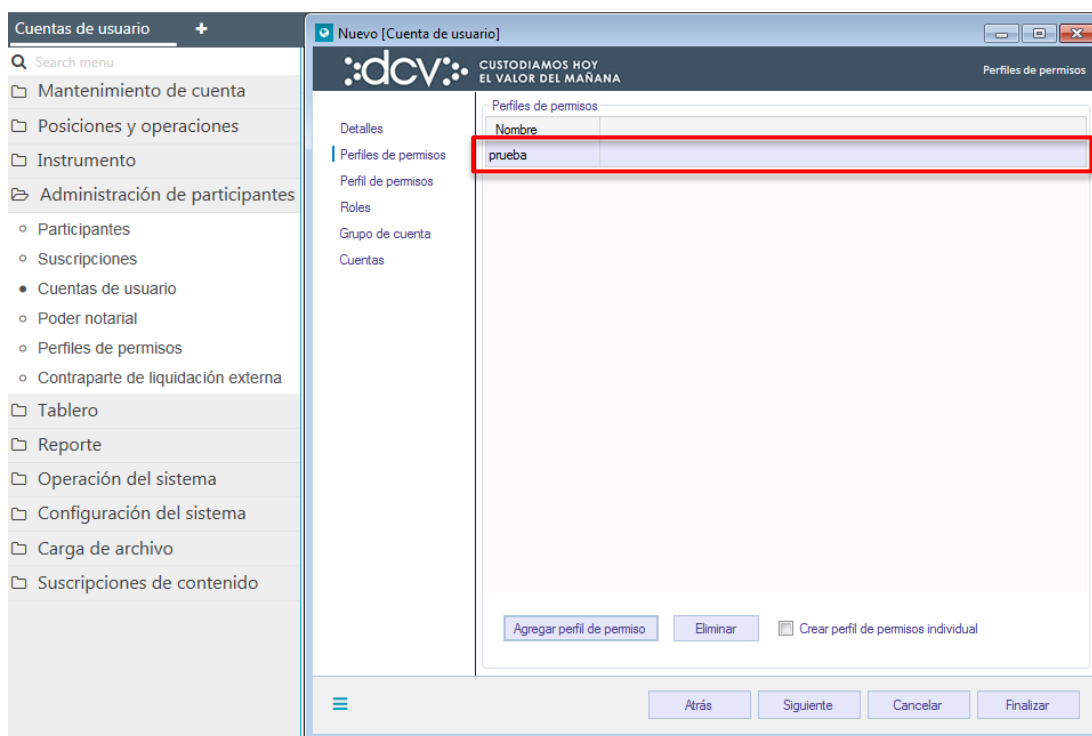 Cuentas de usuario +
Search menu
Mantenimiento de cuenta
Posiciones y operaciones
Instrumento
Administración de participantes
Participantes
Suscripciones
Cuentas de usuario
Poder notarial
Perfiles de permisos
Contraparte de liquidación externa
Tablero
Reporte
Operación del sistema
Configuración del sistema
Carga de archivo
Suscripciones de contenido
Nuevo [Cuenta de usuario]
dcv
CUSTODIAMOS HOY
EL VALOR DEL MAÑANA
Perfiles de permisos
Detalles
Perfiles de permisos
Perfil de permisos
Roles
Grupo de cuenta
Cuentas
Perfiles de permisos
Nombre
prueba
Agregar perfil de permiso
Eliminar
Crear perfil de permisos individual
Atrás
Siguiente
Cancelar
Finalizar